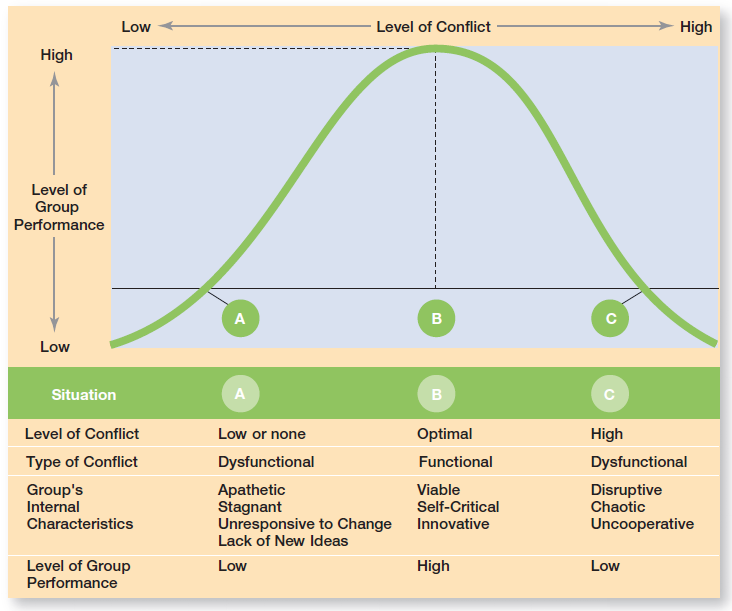 Low Level of Conflict High
High
Level of
Group
Performance
Low
A B C
Situation A B C
Level of Conflict Low or none Optimal High
Type of Conflict Dysfunctional Functional Dysfunctional
Group's Apathetic Viable Disruptive
Internal Stagnant Self-Critical Chaotic
Characteristics Unresponsive to Change Innovative Uncooperative
Lack of New Ideas
Level of Group Low High Low
Performance